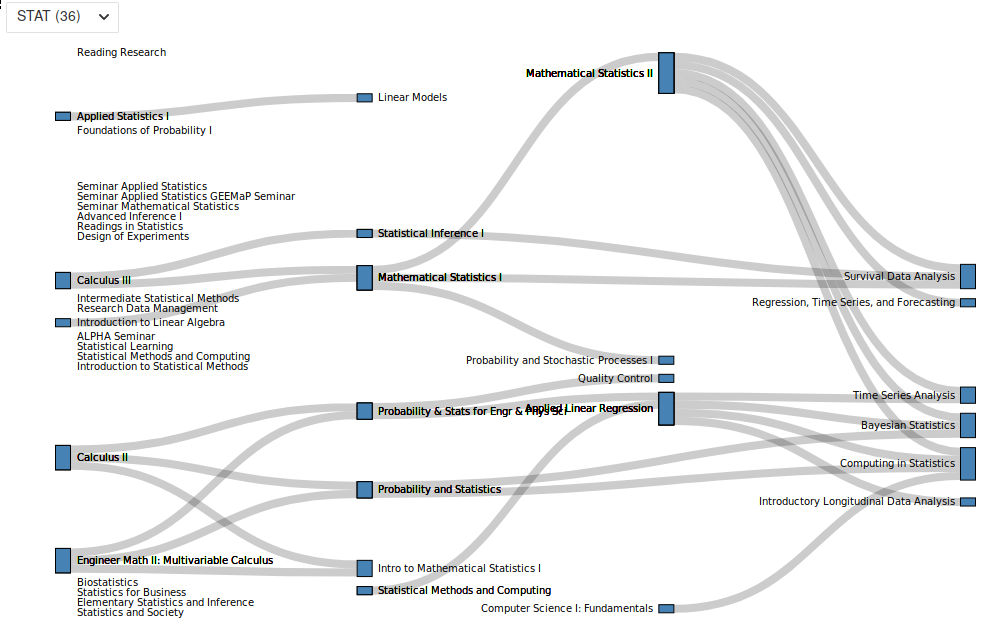 STAT (36)
Reading Research
Applied Statistics I
Foundations of Probability I
Seminar Applied Statistics
Seminar Applied Statistics GEEMaP Seminar
Seminar Mathematical Statistics
Advanced Inference I
Readings in Statistics
Design of Experiments
Calculus III
Intermediate Statistical Methods
Research Data Management
Introduction to Linear Algebra
ALPHA Seminar
Statistical Learning
Statistical Methods and Computing
Introduction to Statistical Methods
Calculus II
Engineer Math II: Multivariable Calculus
Biostatistics
Statistics for Business
Elementary Statistics and Inference
Statistics and Society
Linear Models
Statistical Inference I
Mathematical Statistics I
Probability & Stats for Engr & Phys Sci
Probability and Statistics
Intro to Mathematical Statistics I
Statistical Methods and Computing
Mathematical Statistics II
Probability and Stochastic Processes I
Quality Control
Applied Linear Regression
Computer Science I: Fundamentals
Survival Data Analysis
Regression, Time Series, and Forecasting
Time Series Analysis
Bayesian Statistics
Computing in Statistics
Introductory Longitudinal Data Analysis